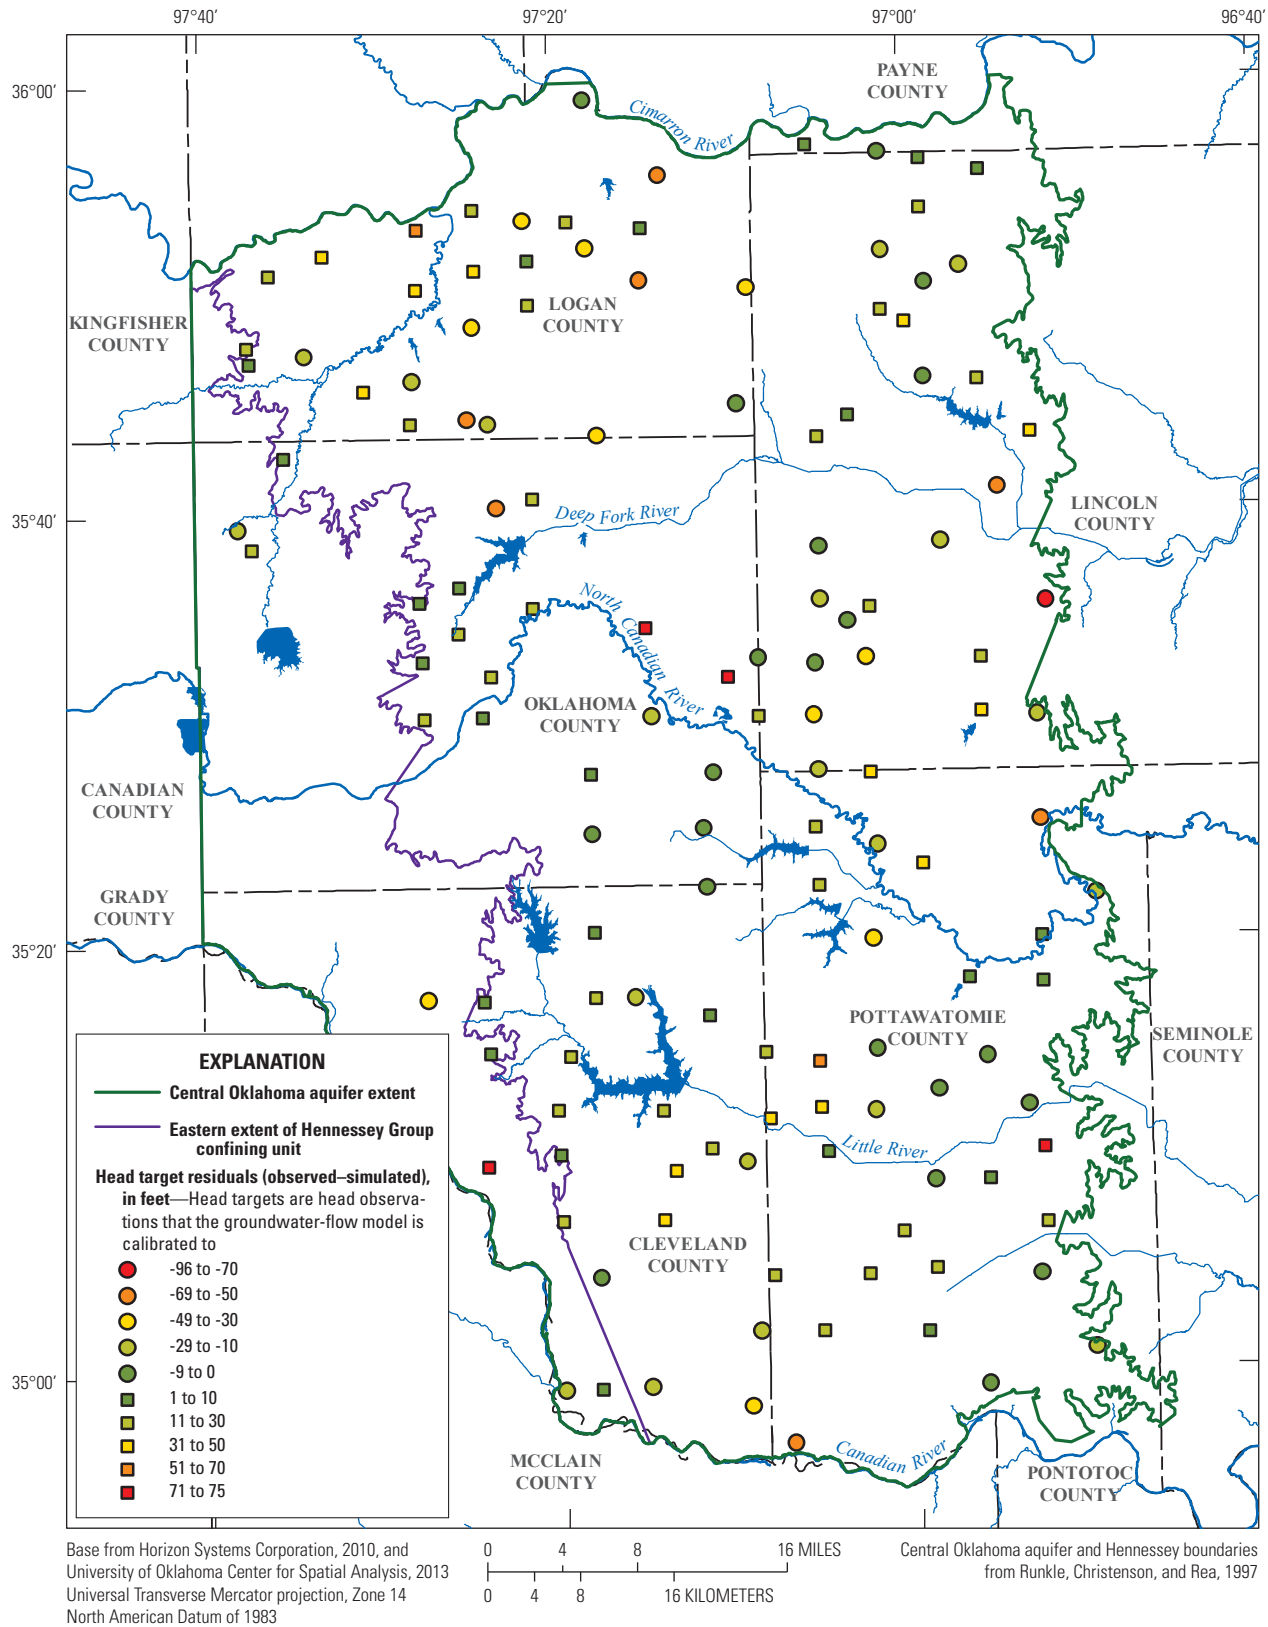 97°40′
97°20′
97°00′
96°40′
36°00′
35°40′
35°20′
35°00′
PAYNE
COUNTY
Cimarron River
LOGAN
COUNTY
KINGFISHER
COUNTY
LINCOLN
COUNTY
Deep Fork River
North Canadian River
OKLAHOMA
COUNTY
CANADIAN
COUNTY
GRADY
COUNTY
POTTAWATOMIE
COUNTY
SEMINOLE
COUNTY
Little River
CLEVELAND
COUNTY
MCCLAIN
COUNTY
Canadian River
PONTOTOC
COUNTY
EXPLANATION
Central Oklahoma aquifer extent
Eastern extent of Hennessey Group
confining unit
Head target residuals (observed–simulated),
in feet—Head targets are head observa-
tions that the groundwater-flow model is
calibrated to
-96 to -70
-69 to -50
-49 to -30
-29 to -10
-9 to 0
1 to 10
11 to 30
31 to 50
51 to 70
71 to 75
Base from Horizon Systems Corporation, 2010, and
University of Oklahoma Center for Spatial Analysis, 2013
Universal Transverse Mercator projection, Zone 14
North American Datum of 1983
0 4 8 16 MILES
0 4 8 16 KILOMETERS
Central Oklahoma aquifer and Hennessey boundaries
from Runkle, Christenson, and Rea, 1997